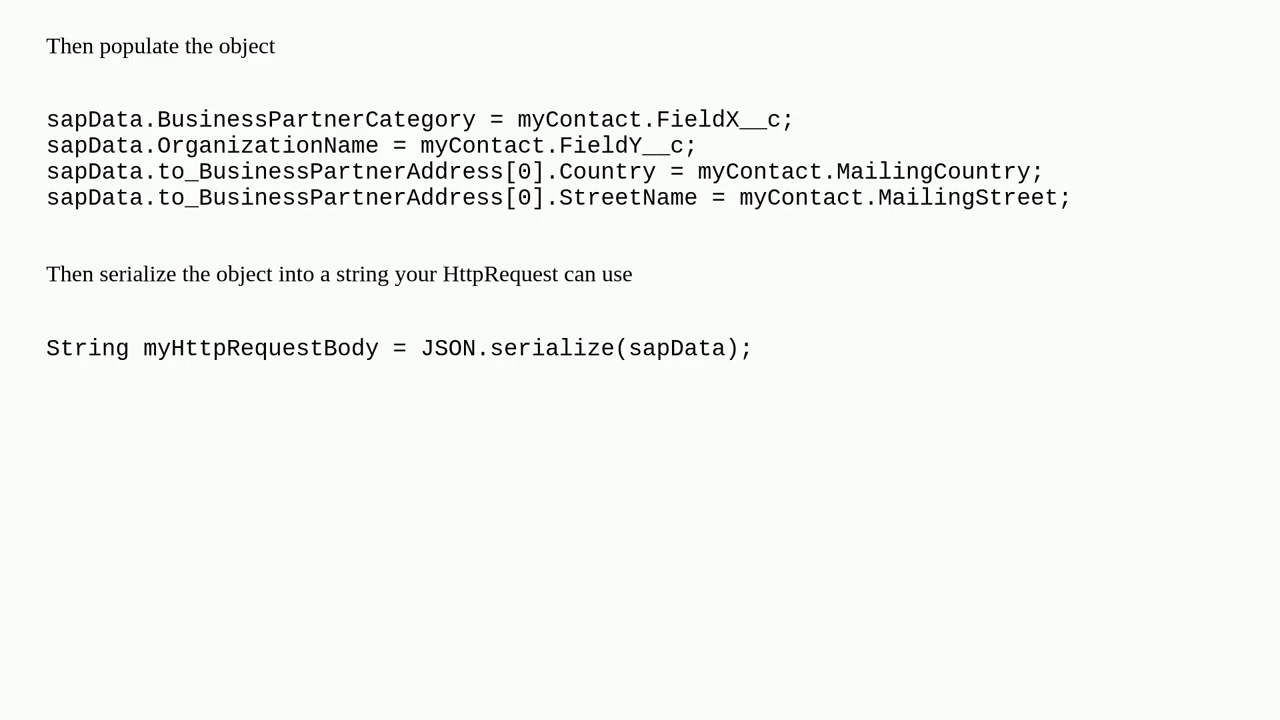 Then populate the object
sapData.BusinessPartnerCategory = myContact.FieldX__c;
sapData.OrganizationName = myContact.FieldY__c;
sapData.to_BusinessPartnerAddress[0].Country = myContact.MailingCountry;
sapData.to_BusinessPartnerAddress[0].StreetName = myContact.MailingStreet;
Then serialize the object into a string your HttpRequest can use
String myHttpRequestBody = JSON.serialize(sapData);